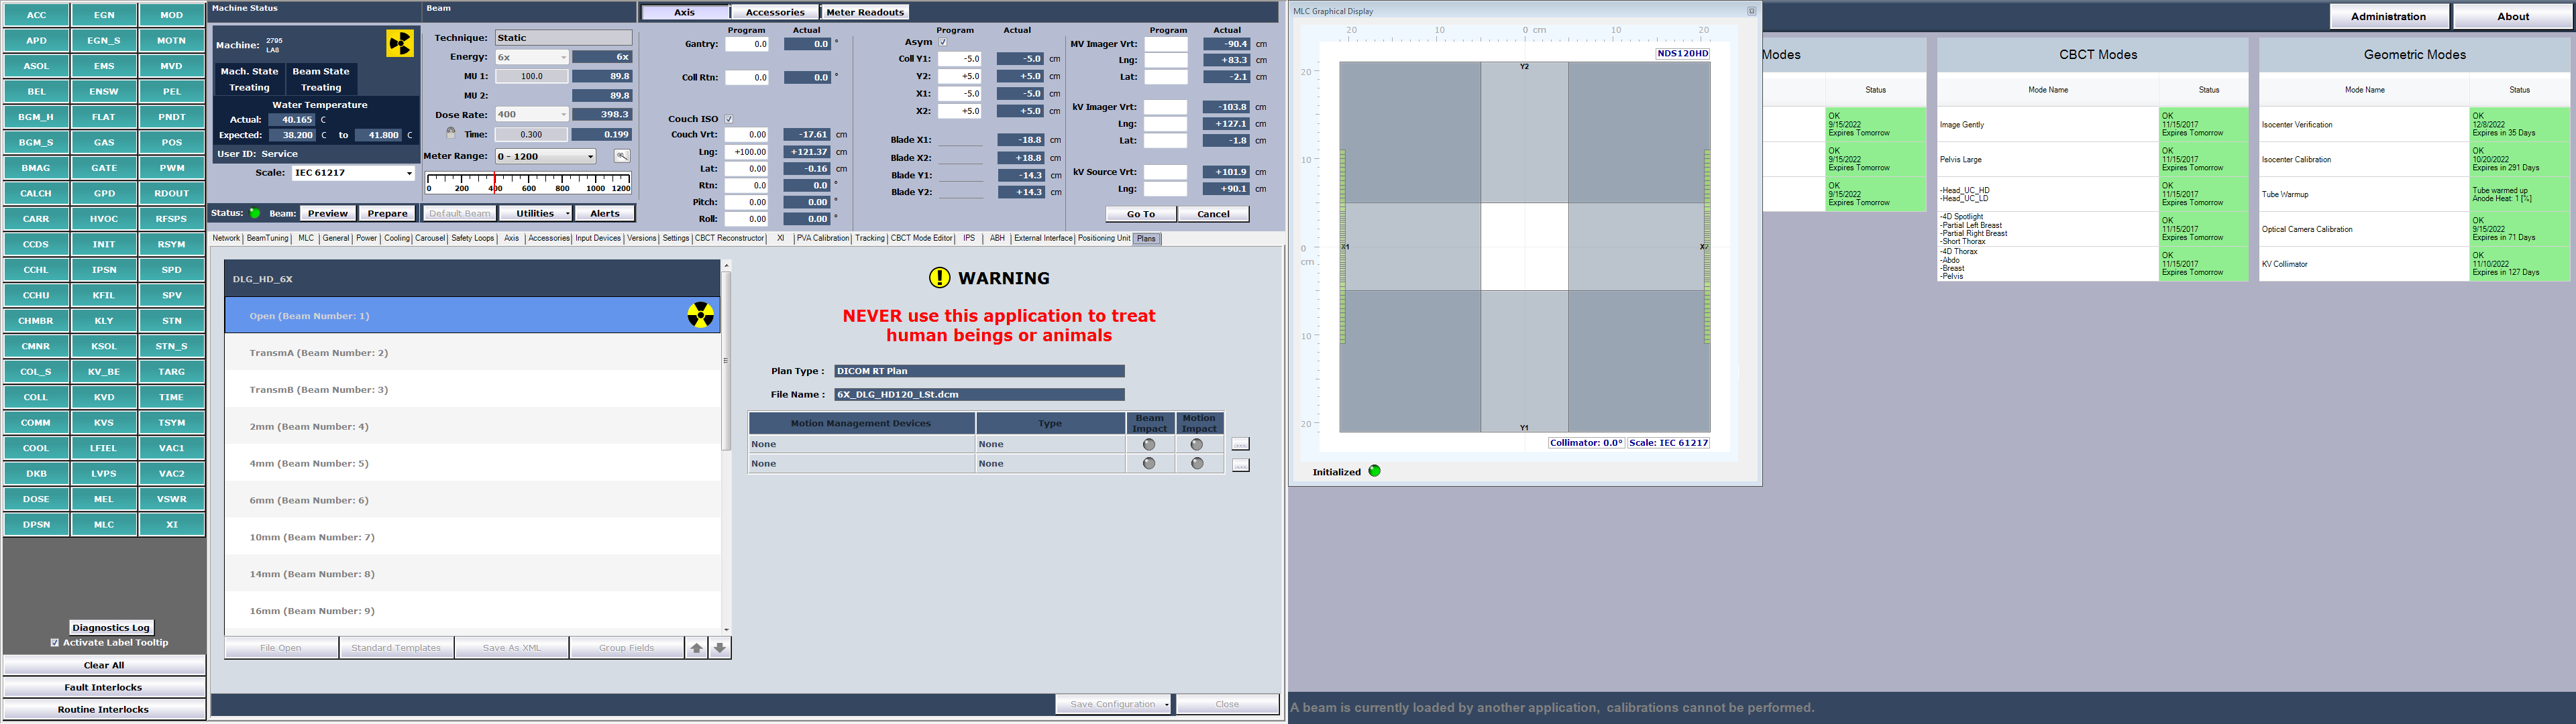 ACC EGN MOD
APD EGN_S MOTN
ASOL EMS MVD
BEL ENSW PEL
BGM_H FLAT PNDT
BGM_S GAS POS
BMAG GATE PWM
CALCH GPD RDOUT
CARR HVOC RFSPS
CCDS INIT RSYM
CCHL IPSN SPD
CCHU KFIL SPV
CHMBR KLY STN
CMNR KSOL STN_S
COL_S KV_BE TARG
COLL KVD TIME
COMM KVS TSYM
COOL LFIEL VAC1
DKB LVPS VAC2
DOSE MEL VSWR
DPSN MLC XI
Diagnostics Log
Activate Label Tooltip
Clear All
Fault Interlocks
Routine Interlocks
Machine Status
Machine: 2795
LA8
Mach. State Beam State
Treating Treating
Water Temperature
Actual: 40.165 C
Expected: 38.200 C to 41.800 C
User ID: Service
Scale: IEC 61217
Status: Beam: Preview Prepare
Beam
Technique: Static
Energy: 6x 6x
MU 1: 100.0 89.8
MU 2: 89.8
Dose Rate: 400 398.3
Time: 0.300 0.199
Meter Range: 0 - 1200
0 200 400 600 800 1000 1200
Default Beam Utilities Alerts
Axis Accessories Meter Readouts
Program Actual
Gantry: 0.0 0.0 °
Coll Rtn: 0.0 0.0 °
Couch ISO
Couch Vrt: 0.00 -17.61 cm
Lng: +100.00 +121.37 cm
Lat: 0.00 -0.16 cm
Rtn: 0.0 0.0 °
Pitch: 0.00 0.00 °
Roll: 0.00 0.00 °
Program Actual
Asym
Coll Y1: -5.0 -5.0 cm
Y2: +5.0 +5.0 cm
X1: -5.0 -5.0 cm
X2: +5.0 +5.0 cm
Blade X1: -18.8 cm
Blade X2: +18.8 cm
Blade Y1: -14.3 cm
Blade Y2: +14.3 cm
Program Actual
MV Imager Vrt: -90.4 cm
Lng: +83.3 cm
Lat: -2.1 cm
kV Imager Vrt: -103.8 cm
Lng: +127.1 cm
Lat: -1.8 cm
kV Source Vrt: +101.9 cm
Lng: +90.1 cm
Go To Cancel
Network BeamTuning MLC General Power Cooling Carousel Safety Loops Axis Accessories Input Devices Versions Settings CBCT Reconstructor XI PVA Calibration Tracking CBCT Mode Editor IPS ABH External Interface Positioning Unit Plans
DLG_HD_6X
Open (Beam Number: 1)
TransmA (Beam Number: 2)
TransmB (Beam Number: 3)
2mm (Beam Number: 4)
4mm (Beam Number: 5)
6mm (Beam Number: 6)
10mm (Beam Number: 7)
14mm (Beam Number: 8)
16mm (Beam Number: 9)
File Open Standard Templates Save As XML Group Fields
WARNING
NEVER use this application to treat
human beings or animals
Plan Type : DICOM RT Plan
File Name : 6X_DLG_HD120_LSt.dcm
Motion Management Devices Type Beam Impact Motion Impact
None None
None None
Save Configuration Close
MLC Graphical Display
20 10 0 cm 10 20
NDS120HD
Y2
20
10
0
cm
10
20
X1 X2
Y1
Collimator: 0.0° Scale: IEC 61217
Initialized
Administration About
Modes
Status
OK
9/15/2022
Expires Tomorrow
OK
9/15/2022
Expires Tomorrow
OK
9/15/2022
Expires Tomorrow
CBCT Modes
Mode Name Status
Image Gently
OK
11/15/2017
Expires Tomorrow
Pelvis Large
OK
11/15/2017
Expires Tomorrow
-Head_UC_HD
-Head_UC_LD
OK
11/15/2017
Expires Tomorrow
-4D Spotlight
-Partial Left Breast
-Partial Right Breast
-Short Thorax
OK
11/15/2017
Expires Tomorrow
-4D Thorax
-Abdo
-Breast
-Pelvis
OK
11/15/2017
Expires Tomorrow
Geometric Modes
Mode Name Status
Isocenter Verification
OK
12/8/2022
Expires in 35 Days
Isocenter Calibration
OK
10/20/2022
Expires in 291 Days
Tube Warmup
Tube warmed up
Anode Heat: 1 [%]
Optical Camera Calibration
OK
9/15/2022
Expires in 71 Days
KV Collimator
OK
11/10/2022
Expires in 127 Days
A beam is currently loaded by another application, calibrations cannot be performed.